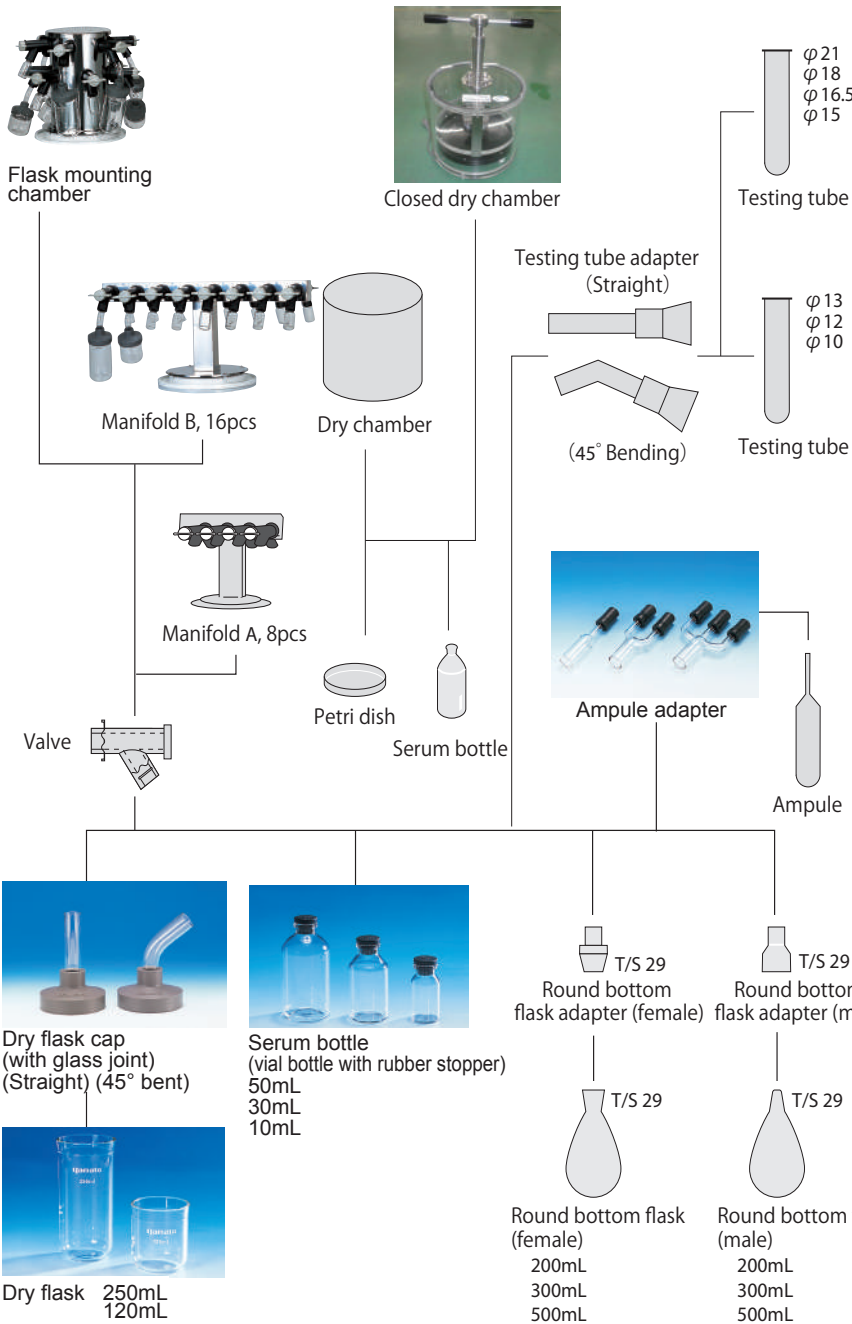 Flask mounting
chamber
Closed dry chamber
φ21
φ18
φ16.5
φ15
Testing tube
Testing tube adapter
(Straight)
(45° Bending)
φ13
φ12
φ10
Testing tube
Manifold B, 16pcs
Dry chamber
Manifold A, 8pcs
Petri dish
Serum bottle
Ampule adapter
Ampule
Valve
Dry flask cap
(with glass joint)
(Straight) (45° bent)
Serum bottle
(vial bottle with rubber stopper)
50mL
30mL
10mL
T/S 29
Round bottom
flask adapter (female)
T/S 29
Round bottom
flask adapter (m
T/S 29
Round bottom flask
(female)
200mL
300mL
500mL
T/S 29
Round bottom
(male)
200mL
300mL
500mL
yamato
Dry flask 250mL
120mL